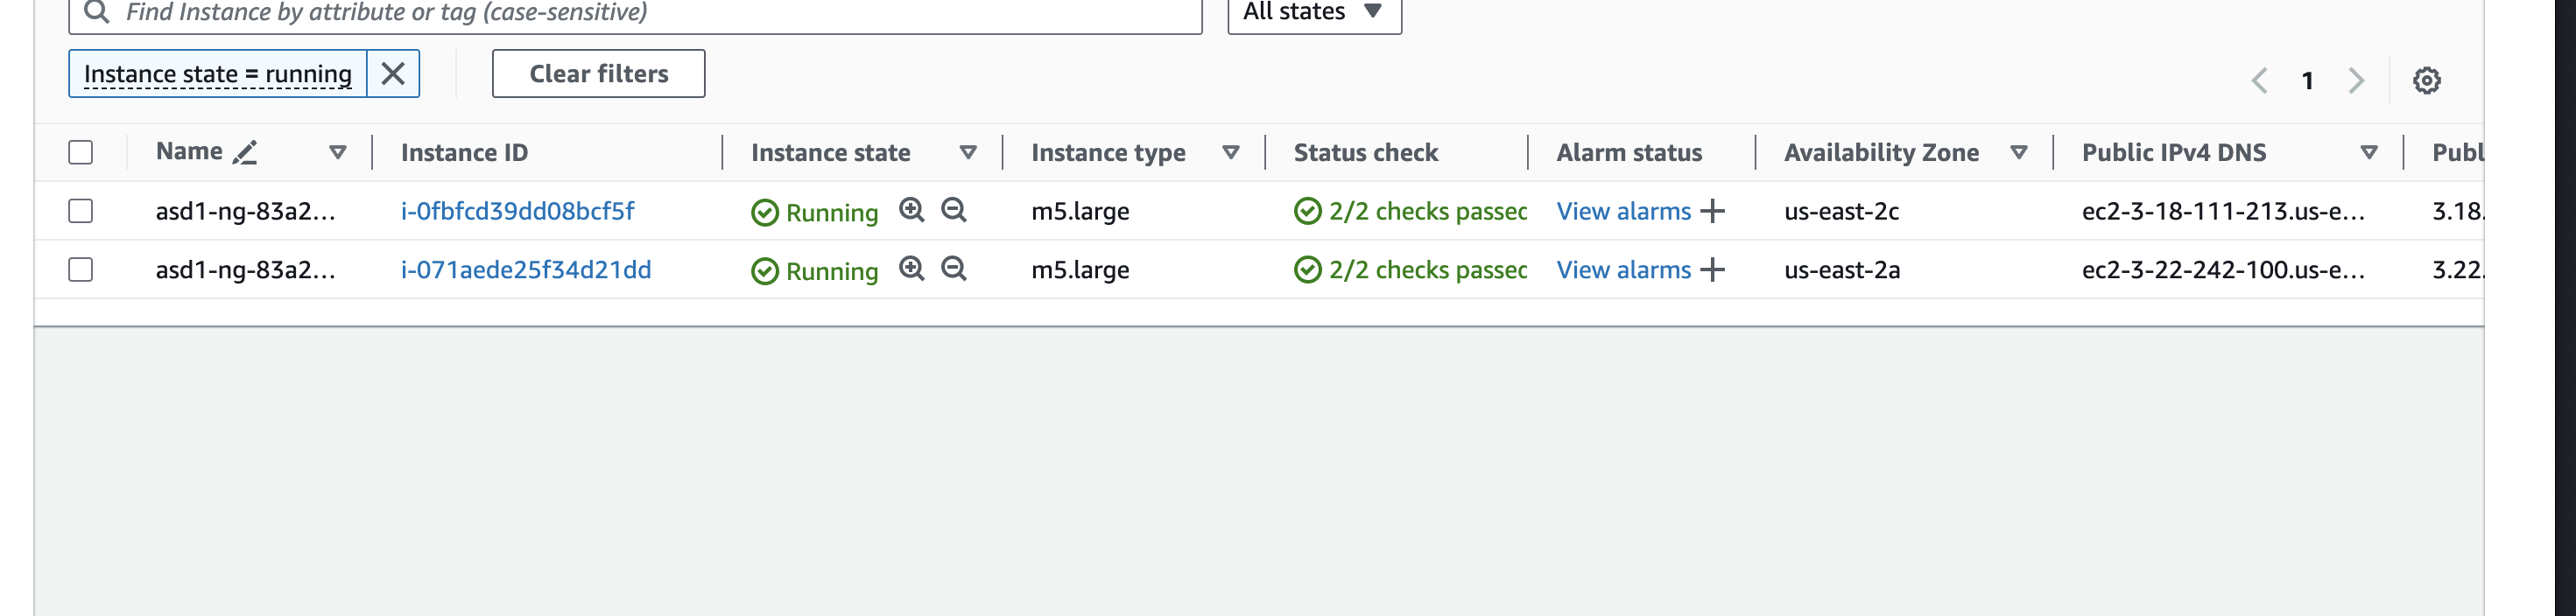 Find Instance by attribute or tag (case-sensitive) All states
Instance state = running Clear filters 1
Name Instance ID Instance state Instance type Status check Alarm status Availability Zone Public IPv4 DNS Publ
asd1-ng-83a2... i-0fbfcd39dd08bcf5f Running m5.large 2/2 checks passec View alarms + us-east-2c ec2-3-18-111-213.us-e... 3.18.
asd1-ng-83a2... i-071aede25f34d21dd Running m5.large 2/2 checks passec View alarms + us-east-2a ec2-3-22-242-100.us-e... 3.22.